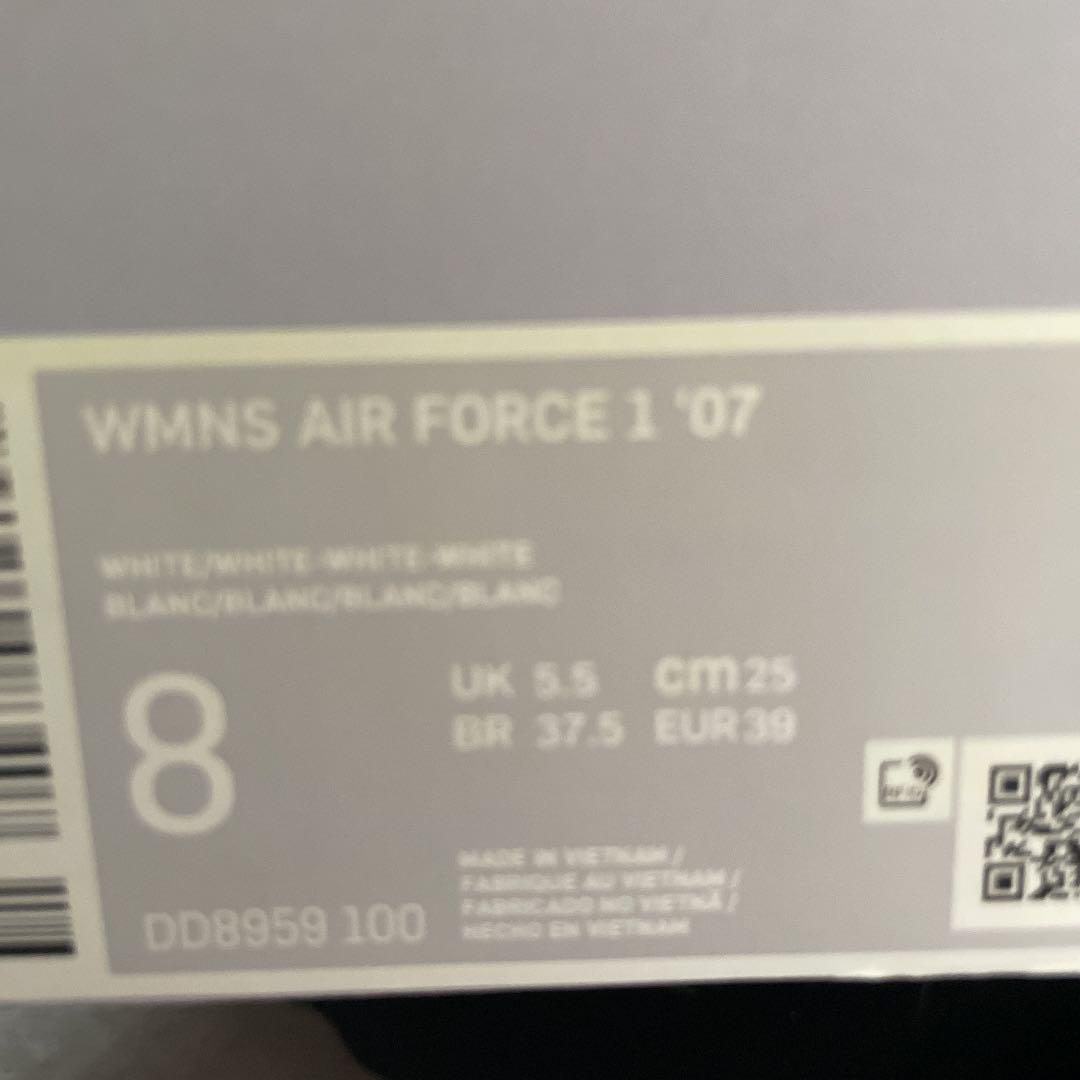 WMNS AIR FORCE 1 '07
WHITE/WHITE-WHITE-WHITE
BLANC/BLANC/BLANC/BLANC
8
UK 5.5 cm 25
BR 37.5 EUR 39
RFID
MADE IN VIETNAM /
FABRIQUE AU VIETNAM /
FABRICADO NO VIETNÃ /
HECHO EN VIETNAM
DD8959 100